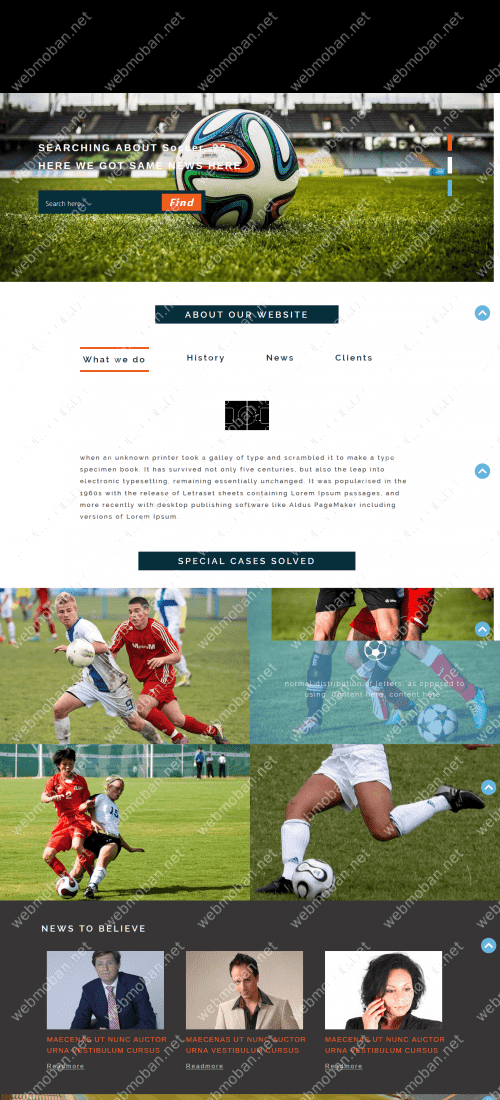 SEARCHING ABOUT Soccer
HERE WE GOT SAME NEWS HERE
Search here...
Find
ABOUT OUR WEBSITE
What we do
History
News
Clients
when an unknown printer took a galley of type and scrambled it to make a type
specimen book. It has survived not only five centuries, but also the leap into
electronic typesetting, remaining essentially unchanged. It was popularised in the
1960s with the release of Letraset sheets containing Lorem Ipsum passages, and
more recently with desktop publishing software like Aldus PageMaker including
versions of Lorem Ipsum
SPECIAL CASES SOLVED
normal distribution of letters, as opposed to
using 'Content here, content here
9
2
NEWS TO BELIEVE
MAECENAS UT NUNC AUCTOR
URNA VESTIBULUM CURSUS
Readmore
MAECENAS UT NUNC AUCTOR
URNA VESTIBULUM CURSUS
Readmore
MAECENAS UT NUNC AUCTOR
URNA VESTIBULUM CURSUS
Readmore
webmoban.net